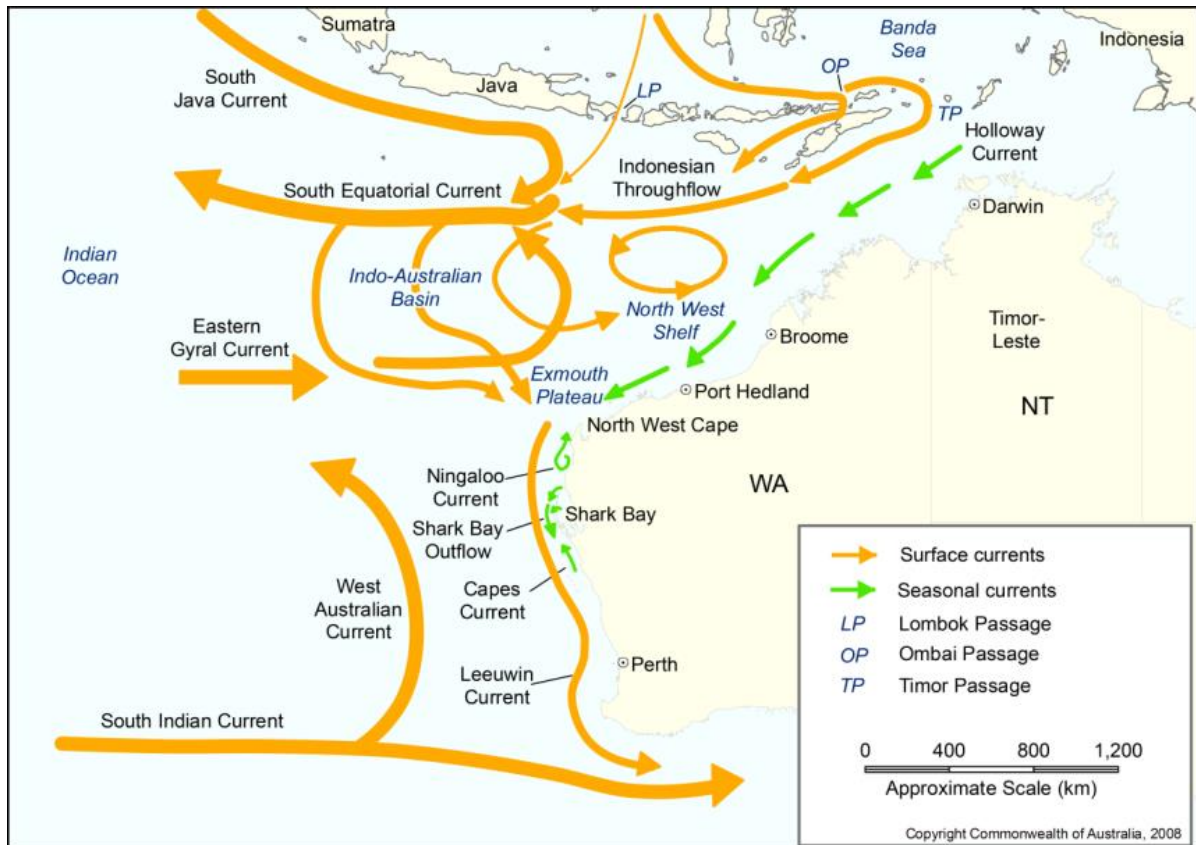 Sumatra
Banda
Sea
Indonesia
South
Java Current
Java
LP
OP
TP
Holloway
Current
Indonesian
Throughflow
South Equatorial Current
Darwin
Indian
Ocean
Indo-Australian
Basin
North West
Shelf
Eastern
Gyral Current
Broome
Timor-
Leste
Exmouth
Plateau
Port Hedland
NT
North West Cape
Ningaloo
Current
WA
Shark Bay
Shark Bay
Outflow
Capes
Current
West
Australian
Current
Perth
Leeuwin
Current
South Indian Current
Surface currents
Seasonal currents
LP Lombok Passage
OP Ombai Passage
TP Timor Passage
0 400 800 1,200
Approximate Scale (km)
Copyright Commonwealth of Australia, 2008